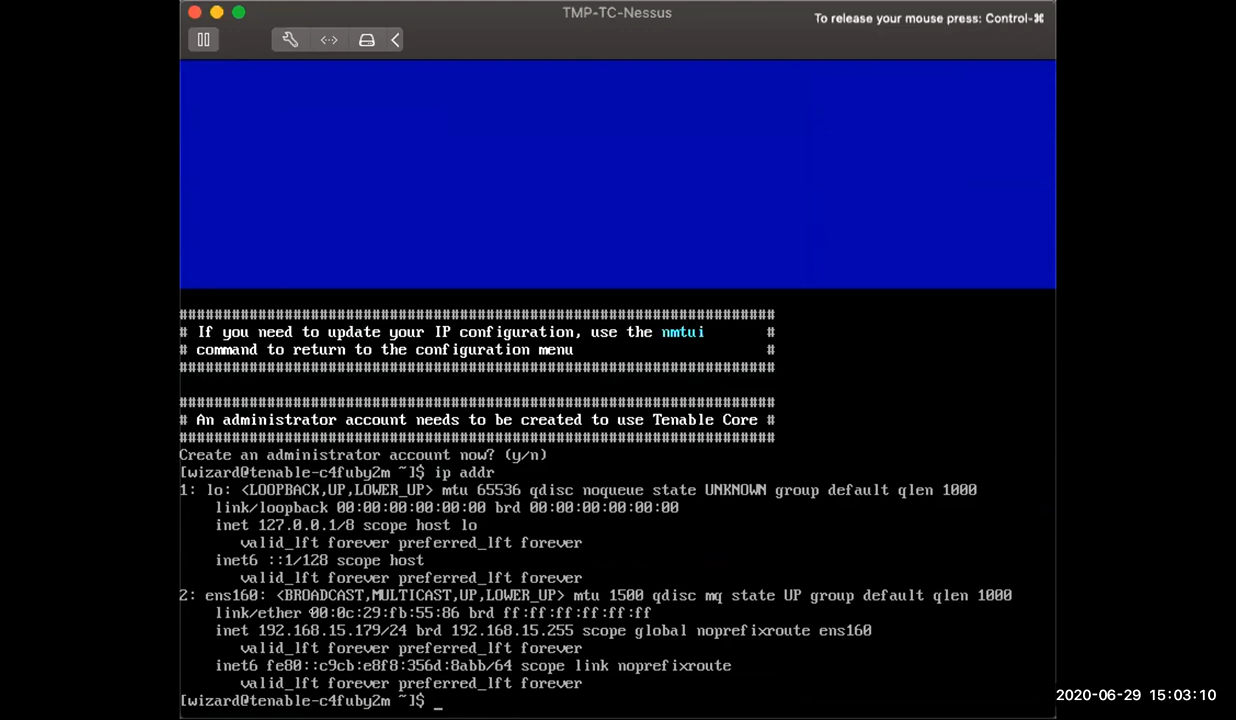 TMP-TC-Nessus
To release your mouse press: Control-⌘
#################################################################
# If you need to update your IP configuration, use the nmtui #
# command to return to the configuration menu #
#################################################################
#################################################################
# An administrator account needs to be created to use Tenable Core #
#################################################################
Create an administrator account now? (y/n)
[wizard@tenable-c4fuby2m ~]$ ip addr
1: lo: <LOOPBACK,UP,LOWER_UP> mtu 65536 qdisc noqueue state UNKNOWN group default qlen 1000
link/loopback 00:00:00:00:00:00 brd 00:00:00:00:00:00
inet 127.0.0.1/8 scope host lo
valid_lft forever preferred_lft forever
inet6 ::1/128 scope host
valid_lft forever preferred_lft forever
2: ens160: <BROADCAST,MULTICAST,UP,LOWER_UP> mtu 1500 qdisc mq state UP group default qlen 1000
link/ether 00:0c:29:fb:55:86 brd ff:ff:ff:ff:ff:ff
inet 192.168.15.179/24 brd 192.168.15.255 scope global noprefixroute ens160
valid_lft forever preferred_lft forever
inet6 fe80::c9cb:e8f8:356d:8abb/64 scope link noprefixroute
valid_lft forever preferred_lft forever
[wizard@tenable-c4fuby2m ~]$ _
2020-06-29 15:03:10